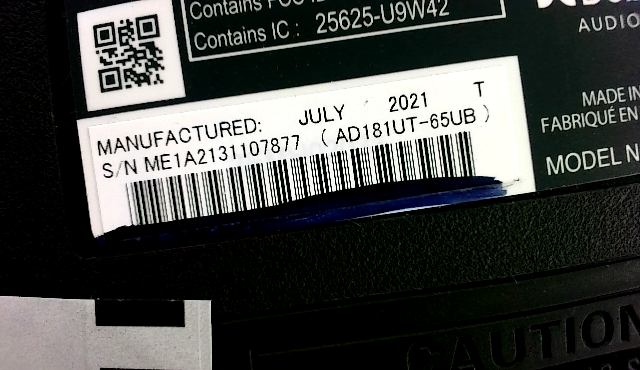 Contains IC : 25625-U9W42
AUDIO
MANUFACTURED: JULY 2021 T
S/N ME1A2131107877 ( AD181UT-65UB )
MADE IN
FABRIQUÉ EN
MODEL N
CAUTION